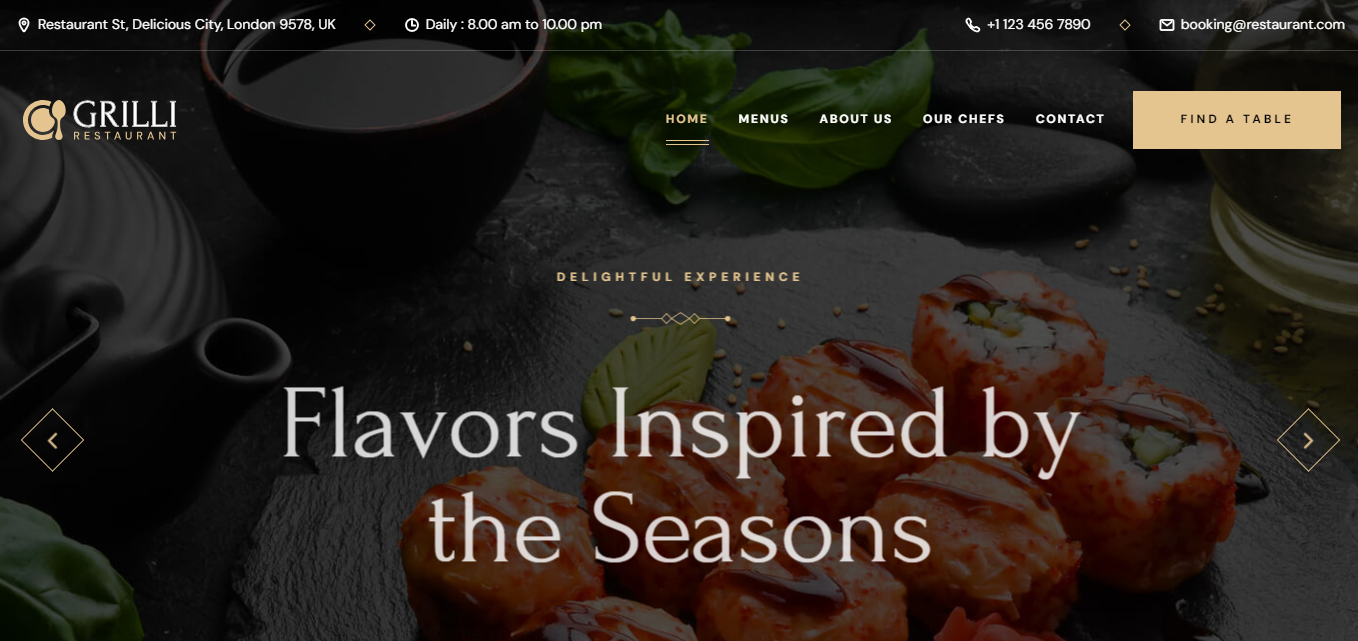 Restaurant St, Delicious City, London 9578, UK
Daily : 8.00 am to 10.00 pm
+1 123 456 7890
booking@restaurant.com
GRILLI
RESTAURANT
HOME
MENUS
ABOUT US
OUR CHEFS
CONTACT
FIND A TABLE
DELIGHTFUL EXPERIENCE
Flavors Inspired by
the Seasons